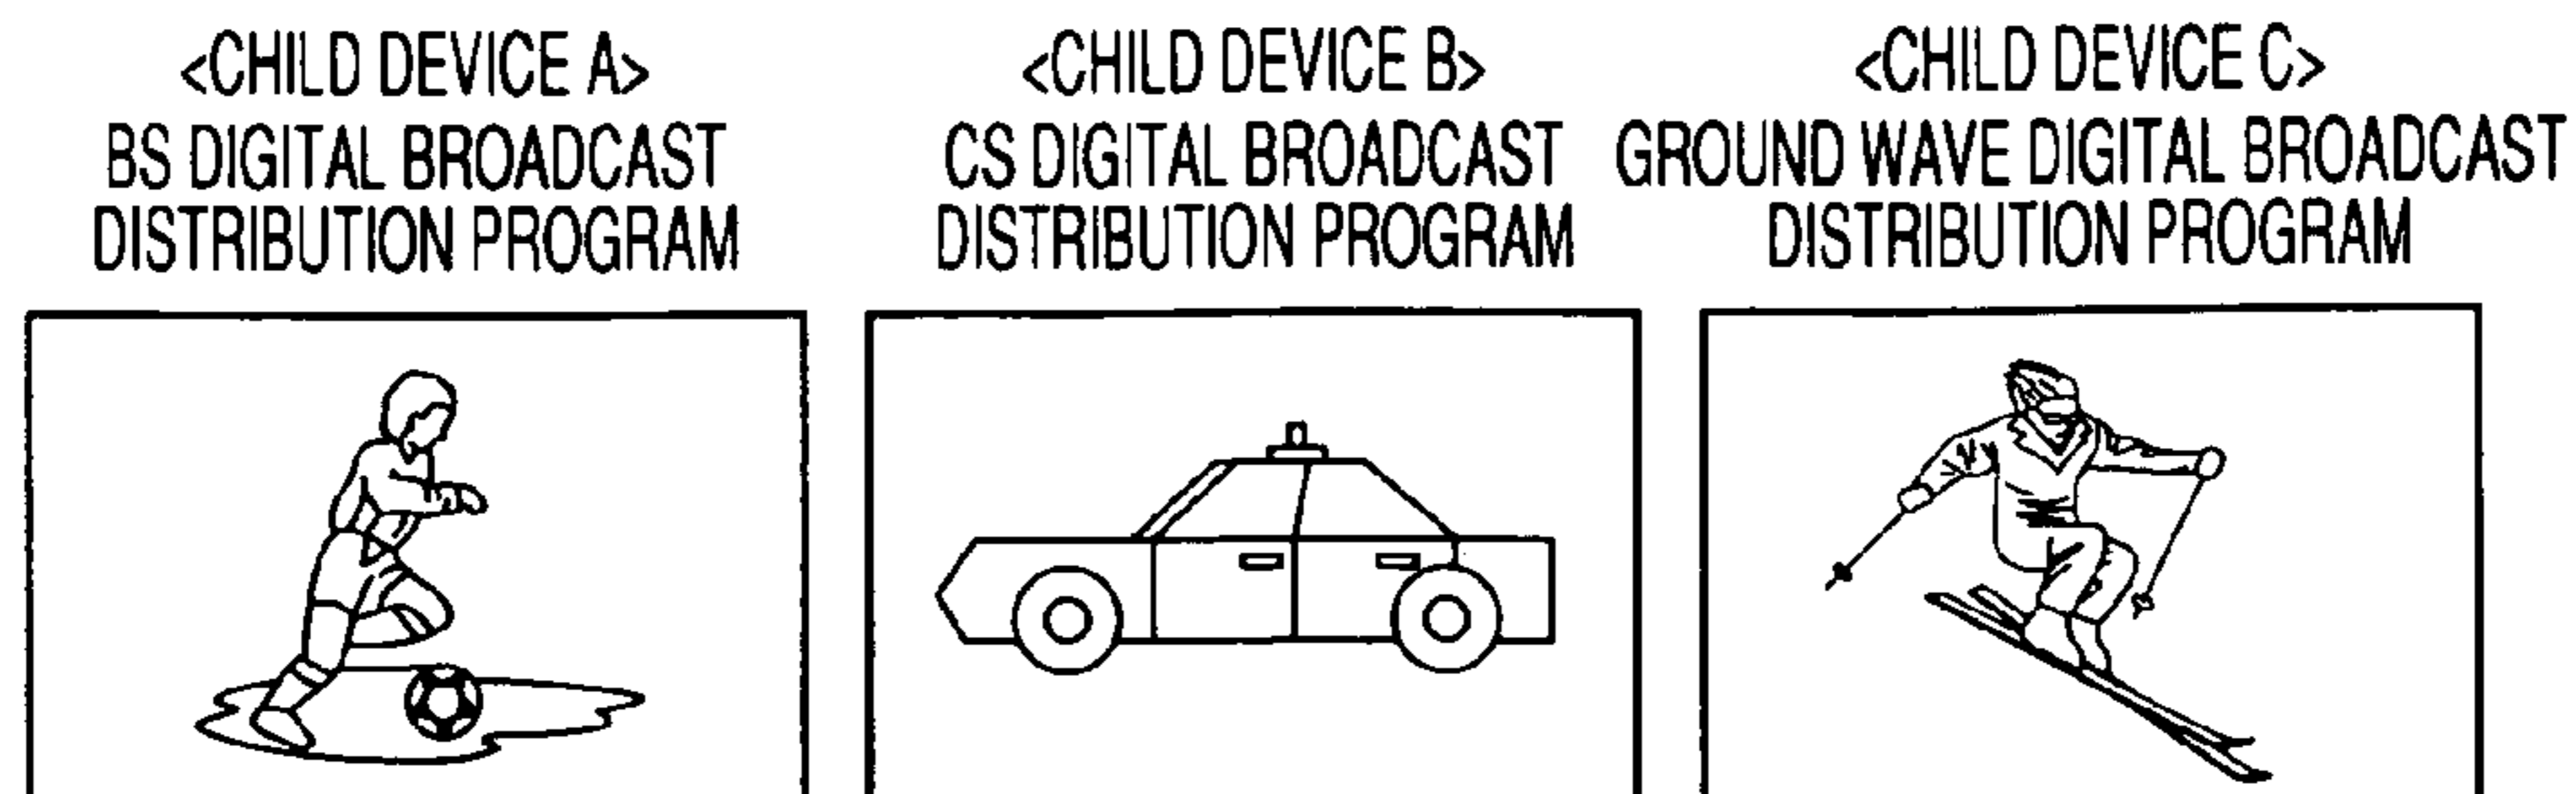 <CHILD DEVICE A>
BS DIGITAL BROADCAST
DISTRIBUTION PROGRAM
<CHILD DEVICE B>
CS DIGITAL BROADCAST
DISTRIBUTION PROGRAM
<CHILD DEVICE C>
GROUND WAVE DIGITAL BROADCAST
DISTRIBUTION PROGRAM